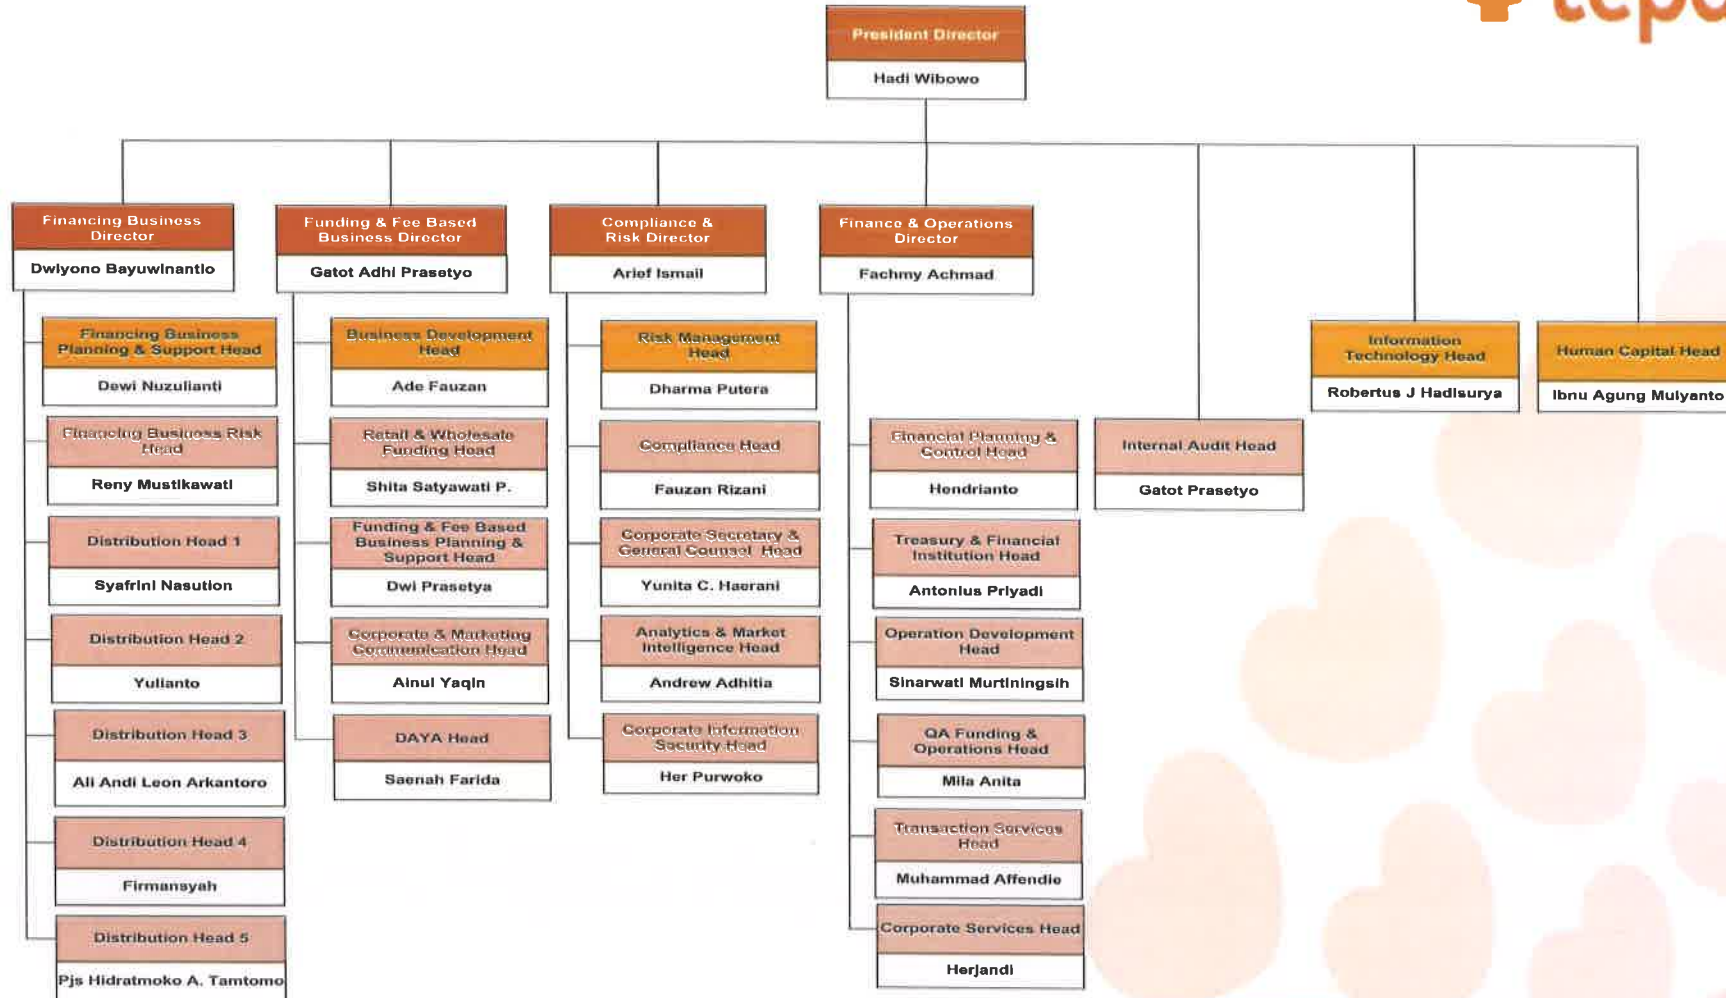 President Director
Hadi Wibowo
Financing Business
Director
Dwiyono Bayuwinantio
Funding & Fee Based
Business Director
Gatot Adhi Prasetyo
Compliance &
Risk Director
Arief Ismail
Finance & Operations
Director
Fachmy Achmad
Financing Business
Planning & Support Head
Dewi Nuzulianti
Financing Business Risk
Head
Reny Mustikawati
Distribution Head 1
Syafrini Nasution
Distribution Head 2
Yulianto
Distribution Head 3
Ali Andi Leon Arkantoro
Distribution Head 4
Firmansyah
Distribution Head 5
Pjs Hidratmoko A. Tamtomo
Business Development
Head
Ade Fauzan
Retail & Wholesale
Funding Head
Shita Satyawati P.
Funding & Fee Based
Business Planning &
Support Head
Dwi Prasetya
Corporate & Marketing
Communication Head
Ainul Yaqin
DAYA Head
Saenah Farida
Risk Management
Head
Dharma Putera
Compliance Head
Fauzan Rizani
Corporate Secretary &
General Counsel Head
Yunita C. Haerani
Analytics & Market
Intelligence Head
Andrew Adhitia
Corporate Information
Security Head
Her Purwoko
Financial Planning &
Control Head
Hendrianto
Treasury & Financial
Institution Head
Antonius Priyadi
Operation Development
Head
Sinarwati Murtiningsih
QA Funding &
Operations Head
Mila Anita
Transaction Services
Head
Muhammad Affendie
Corporate Services Head
Herjandi
Internal Audit Head
Gatot Prasetyo
Information
Technology Head
Robertus J Hadisurya
Human Capital Head
Ibnu Agung Mulyanto